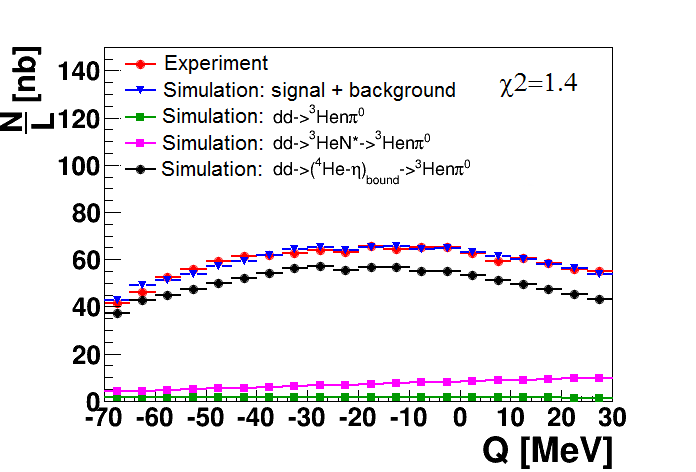 N/L [nb]
140
120
100
80
60
40
20
0
Experiment
Simulation: signal + background
Simulation: dd->³Henπ⁰
Simulation: dd->³HeN*->³Henπ⁰
Simulation: dd->(⁴He-η)bound->³Henπ⁰
χ2=1.4
-70 -60 -50 -40 -30 -20 -10 0 10 20 30
Q [MeV]